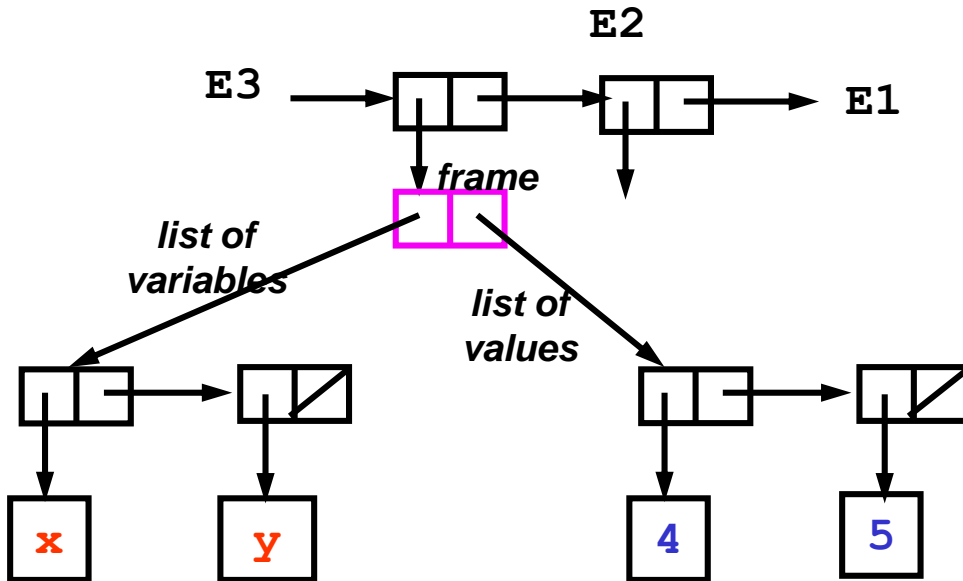 E2
E3
E1
frame
list of
variables
list of
values
x
y
4
5